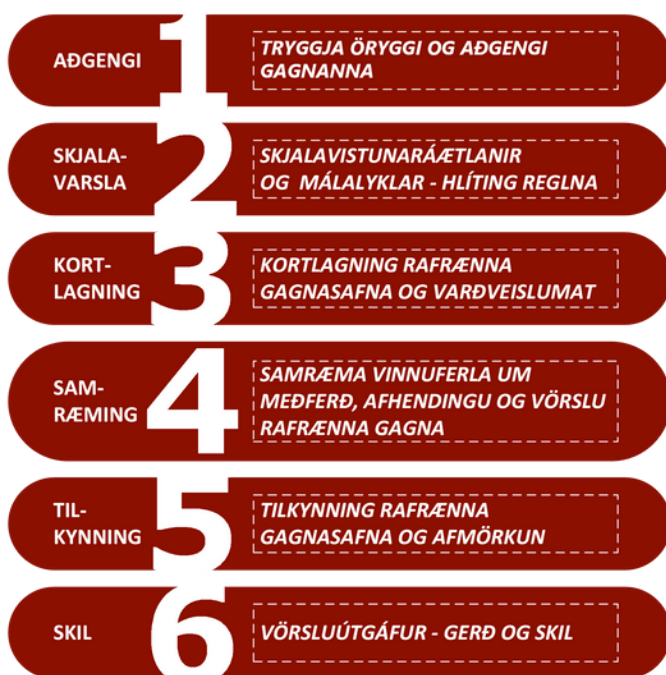 AÐGENGI
1
TRYGGJA ÖRYGGI OG AÐGENGI
GAGNANNA
SKJALA-
VARSLA
2
SKJALAVISTUNARÁÆTLANIR
OG MÁLALYKLAR - HLÍTING REGLNA
KORT-
LAGNING
3
KORTLAGNING RAFRÆNNA
GAGNASAFNA OG VARÐVEISLUMAT
SAM-
RÆMING
4
SAMRÆMA VINNUFERLA UM
MEÐFERÐ, AFHENDINGU OG VÖRSLU
RAFRÆNNA GAGNA
TIL-
KYNNING
5
TILKYNNING RAFRÆNNA
GAGNASAFNA OG AFMÖRKUN
SKIL
6
VÖRSLUÚTGÁFUR - GERÐ OG SKIL